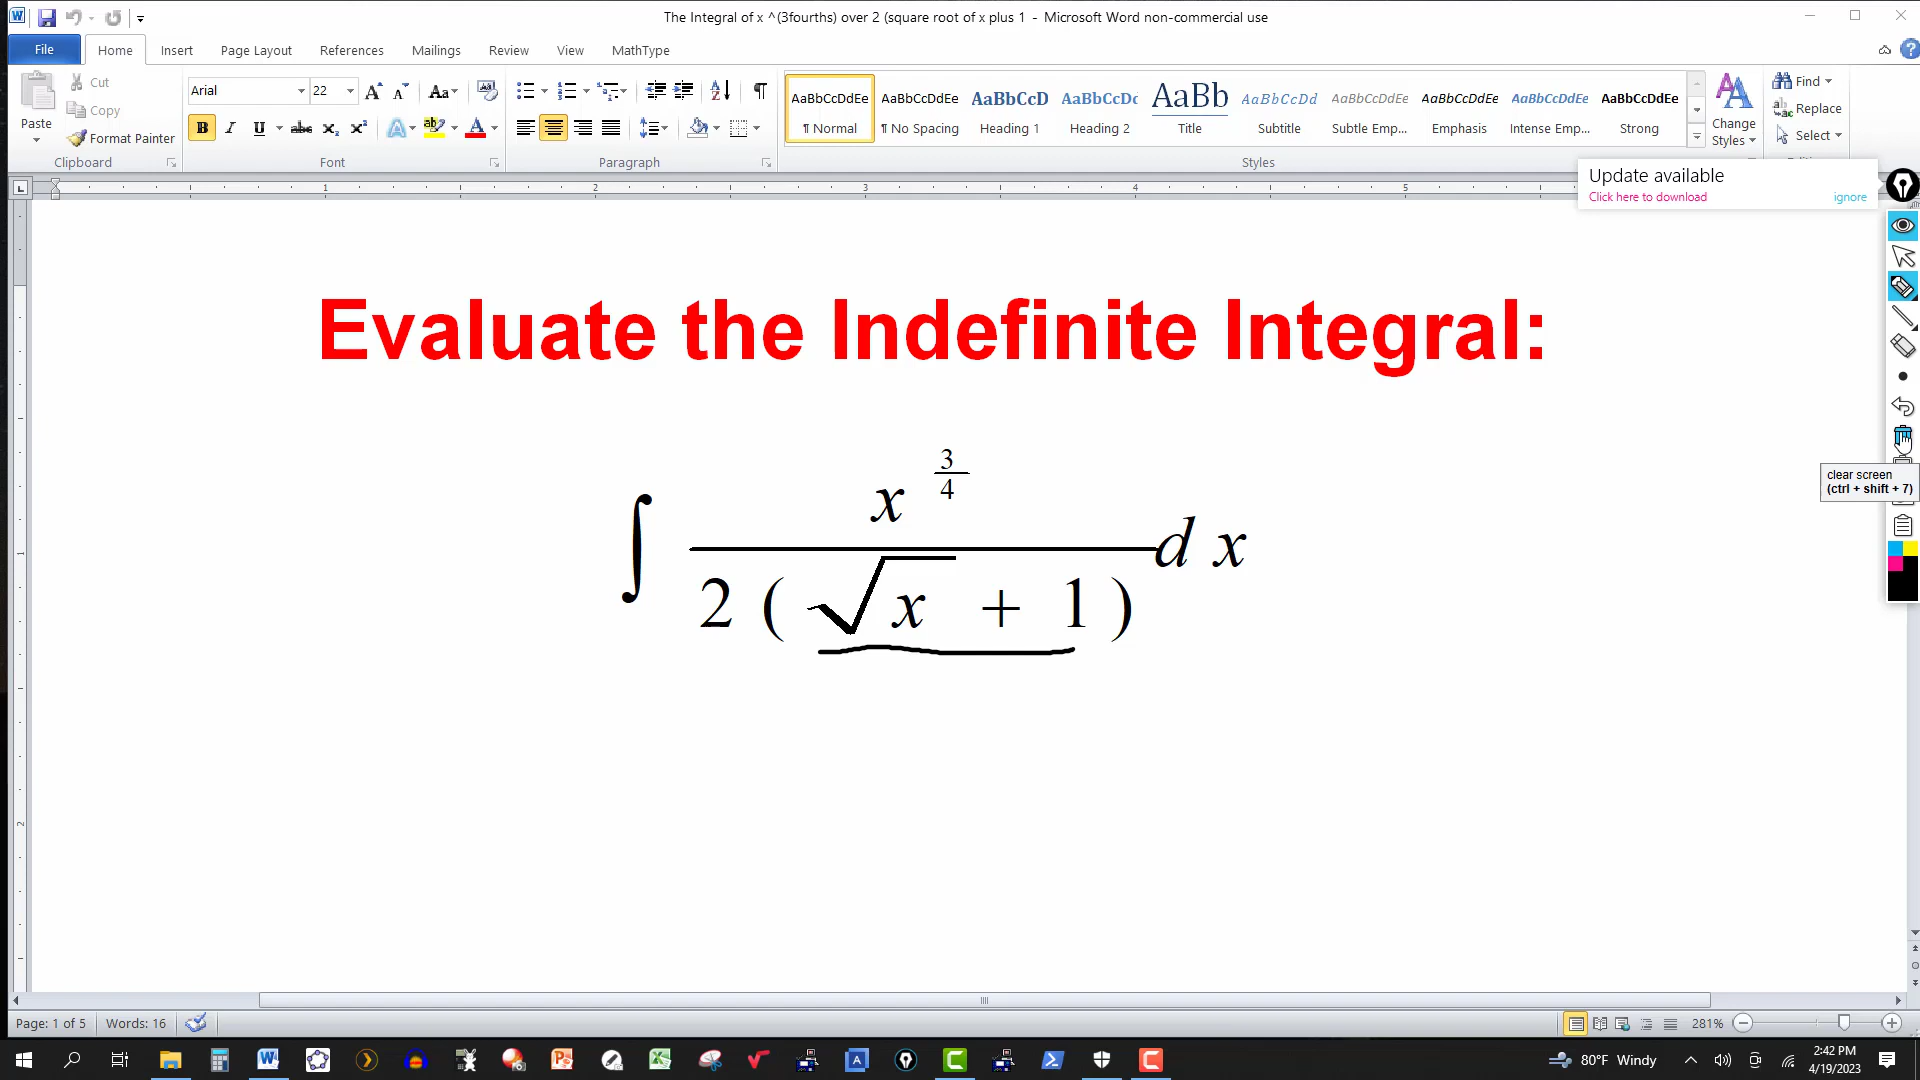 The Integral of x ^(3fourths) over 2 (square root of x plus 1 - Microsoft Word non-commercial use
File Home Insert Page Layout References Mailings Review View MathType
Paste Cut Copy Format Painter
Clipboard
Arial 22
Font
Paragraph
AaBbCcDdEe AaBbCcDdEe AaBbCcD AaBbCcDc AaBb AaBbCcDd AaBbCcDdEe AaBbCcDdEe AaBbCcDdEe AaBbCcDdEe
¶ Normal ¶ No Spacing Heading 1 Heading 2 Title Subtitle Subtle Emp... Emphasis Intense Emp... Strong
Styles
Change Styles
Find
Replace
Select
1 2 3 4 5
Update available
Click here to download ignore
Evaluate the Indefinite Integral:
∫ x^(3/4) / 2 ( √x + 1 ) d x
clear screen
(ctrl + shift + 7)
Page: 1 of 5 Words: 16 281%
80°F Windy
2:42 PM
4/19/2023